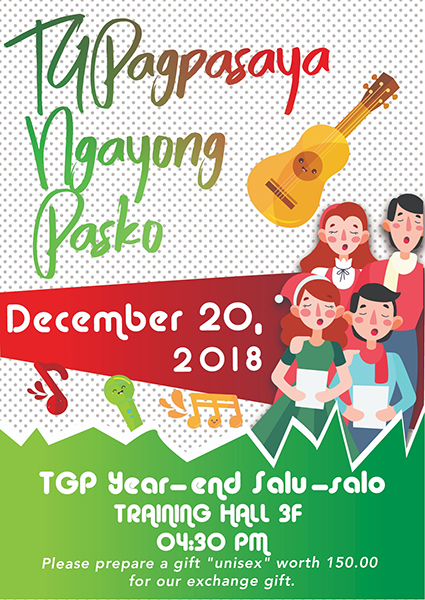 TGPagpasaya
Ngayong
Pasko
December 20,
2018
TGP Year-end Salu-salo
TRAINING HALL 3F
04:30 PM
Please prepare a gift "unisex" worth 150.00
for our exchange gift.